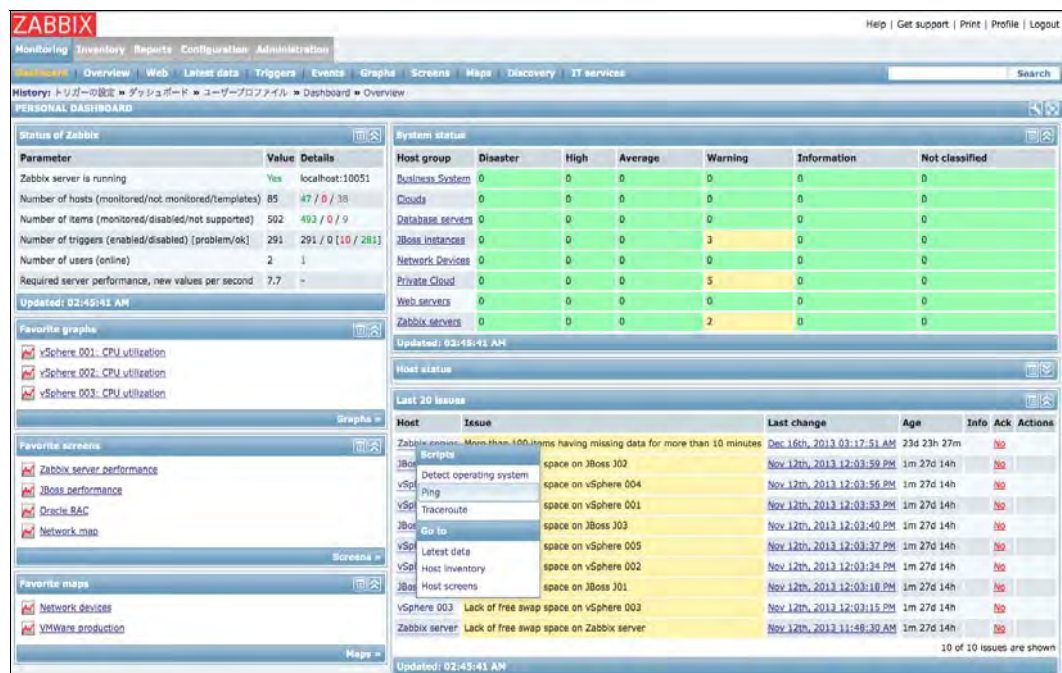 ZABBIX
Help | Get support | Print | Profile | Logout
Monitoring Inventory Reports Configuration Administration
Dashboard Overview Web Latest data Triggers Events Graphs Screens Maps Discovery IT services Search
History: トリガーの設定 » ダッシュボード » ユーザープロファイル » Dashboard » Overview
PERSONAL DASHBOARD
Status of Zabbix
Parameter Value Details
Zabbix server is running Yes localhost:10051
Number of hosts (monitored/not monitored/templates) 85 47 / 0 / 38
Number of items (monitored/disabled/not supported) 502 493 / 0 / 9
Number of triggers (enabled/disabled) [problem/ok] 291 291 / 0 [10 / 281]
Number of users (online) 2 1
Required server performance, new values per second 7.7 -
Updated: 02:45:41 AM
Favorite graphs
vSphere 001: CPU utilization
vSphere 002: CPU utilization
vSphere 003: CPU utilization
Graphs »
Favorite screens
Zabbix server performance
JBoss performance
Oracle RAC
Network map
Screens »
Favorite maps
Network devices
VMWare production
Maps »
System status
Host group Disaster High Average Warning Information Not classified
Business System 0 0 0 0 0 0
Clouds 0 0 0 0 0 0
Database servers 0 0 0 0 0 0
JBoss instances 0 0 0 3 0 0
Network Devices 0 0 0 0 0 0
Private Cloud 0 0 0 5 0 0
Web servers 0 0 0 0 0 0
Zabbix servers 0 0 0 2 0 0
Updated: 02:45:41 AM
Host status
Last 20 issues
Host Issue Last change Age Info Ack Actions
Zabbix server More than 100 items having missing data for more than 10 minutes Dec 16th, 2013 03:17:51 AM 23d 23h 27m No
JBos space on JBoss J02 Nov 12th, 2013 12:03:59 PM 1m 27d 14h No
vSpl space on vSphere 004 Nov 12th, 2013 12:03:56 PM 1m 27d 14h No
vSpl space on vSphere 001 Nov 12th, 2013 12:03:53 PM 1m 27d 14h No
JBos space on JBoss J03 Nov 12th, 2013 12:03:40 PM 1m 27d 14h No
vSpl space on vSphere 005 Nov 12th, 2013 12:03:37 PM 1m 27d 14h No
vSpl space on vSphere 002 Nov 12th, 2013 12:03:34 PM 1m 27d 14h No
JBos space on JBoss J01 Nov 12th, 2013 12:03:18 PM 1m 27d 14h No
vSphere 003 Lack of free swap space on vSphere 003 Nov 12th, 2013 12:03:15 PM 1m 27d 14h No
Zabbix server Lack of free swap space on Zabbix server Nov 12th, 2013 11:48:30 AM 1m 27d 14h No
10 of 10 issues are shown
Updated: 02:45:41 AM
Scripts
Detect operating system
Ping
Traceroute
Go to
Latest data
Host inventory
Host screens